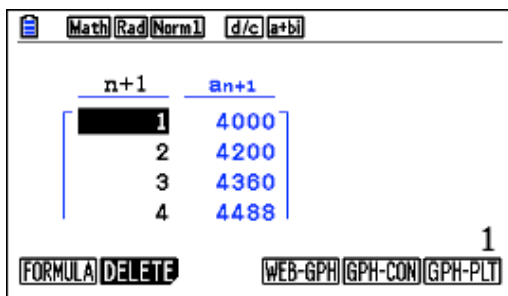 Math Rad Norm1 d/c a+bi
n+1 an+1
1 4000
2 4200
3 4360
4 4488
1
FORMULA DELETE WEB-GPH GPH-CON GPH-PLT